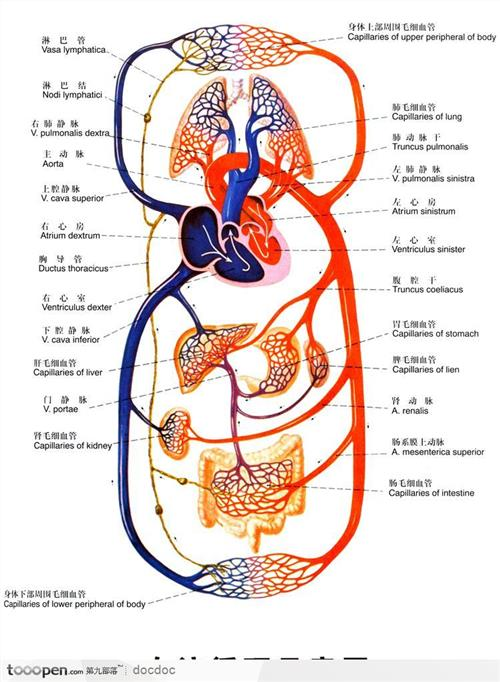 淋巴管
Vasa lymphatica
淋巴结
Nodi lymphatici
右肺静脉
V. pulmonalis dextra
主动脉
Aorta
上腔静脉
V. cava superior
右心房
Atrium dextrum
胸导管
Ductus thoracicus
右心室
Ventriculus dexter
下腔静脉
V. cava inferior
肝毛细血管
Capillaries of liver
门静脉
V. portae
肾毛细血管
Capillaries of kidney
身体下部周围毛细血管
Capillaries of lower peripheral of body
身体上部周围毛细血管
Capillaries of upper peripheral of body
肺毛细血管
Capillaries of lung
肺动脉干
Truncus pulmonalis
左肺静脉
V. pulmonalis sinistra
左心房
Atrium sinistrum
左心室
Ventriculus sinister
腹腔干
Truncus coeliacus
胃毛细血管
Capillaries of stomach
脾毛细血管
Capillaries of lien
肾动脉
A. renalis
肠系膜上动脉
A. mesenterica superior
肠毛细血管
Capillaries of intestine
tooopen.com 第九部落 docdoc